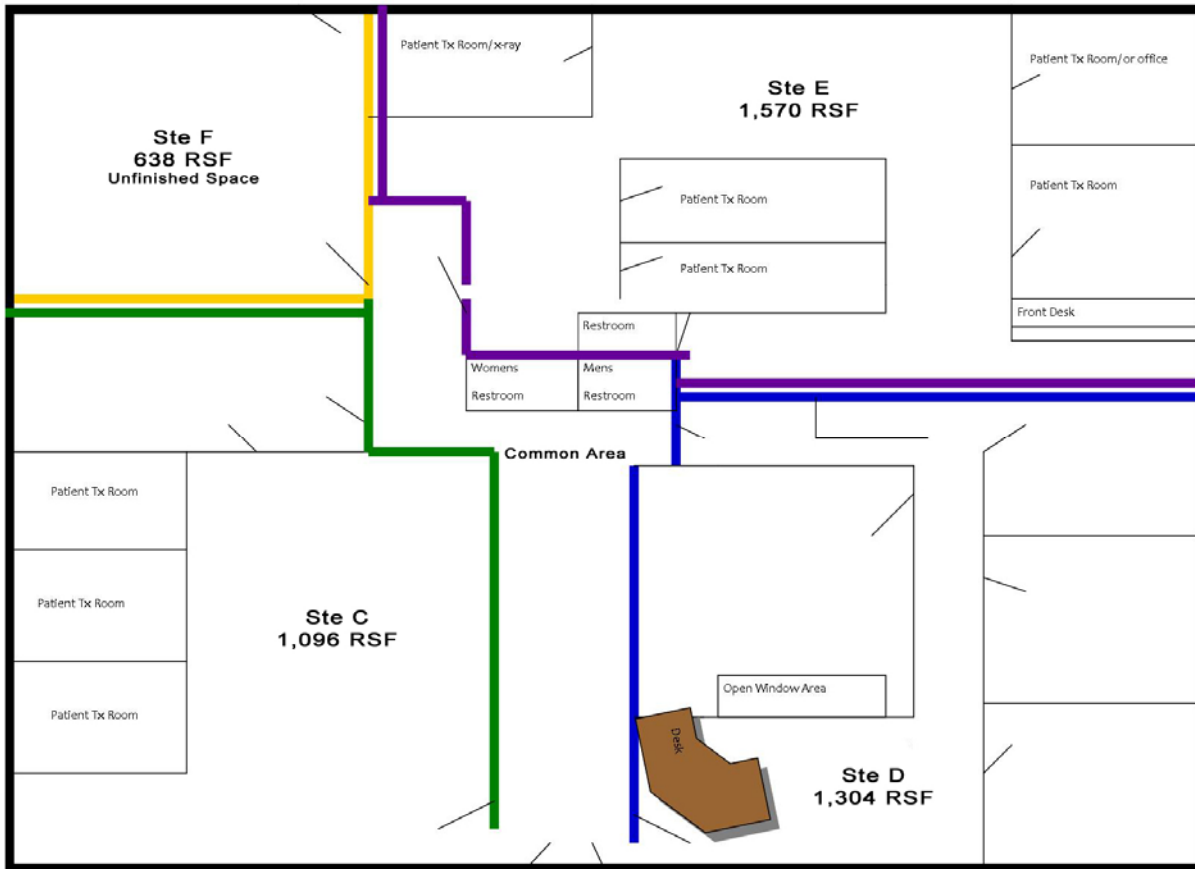 Patient Tx Room/x-ray
Ste E
1,570 RSF
Patient Tx Room/or office
Ste F
638 RSF
Unfinished Space
Patient Tx Room
Patient Tx Room
Patient Tx Room
Front Desk
Restroom
Womens
Restroom
Mens
Restroom
Common Area
Patient Tx Room
Patient Tx Room
Patient Tx Room
Ste C
1,096 RSF
Open Window Area
Desk
Ste D
1,304 RSF